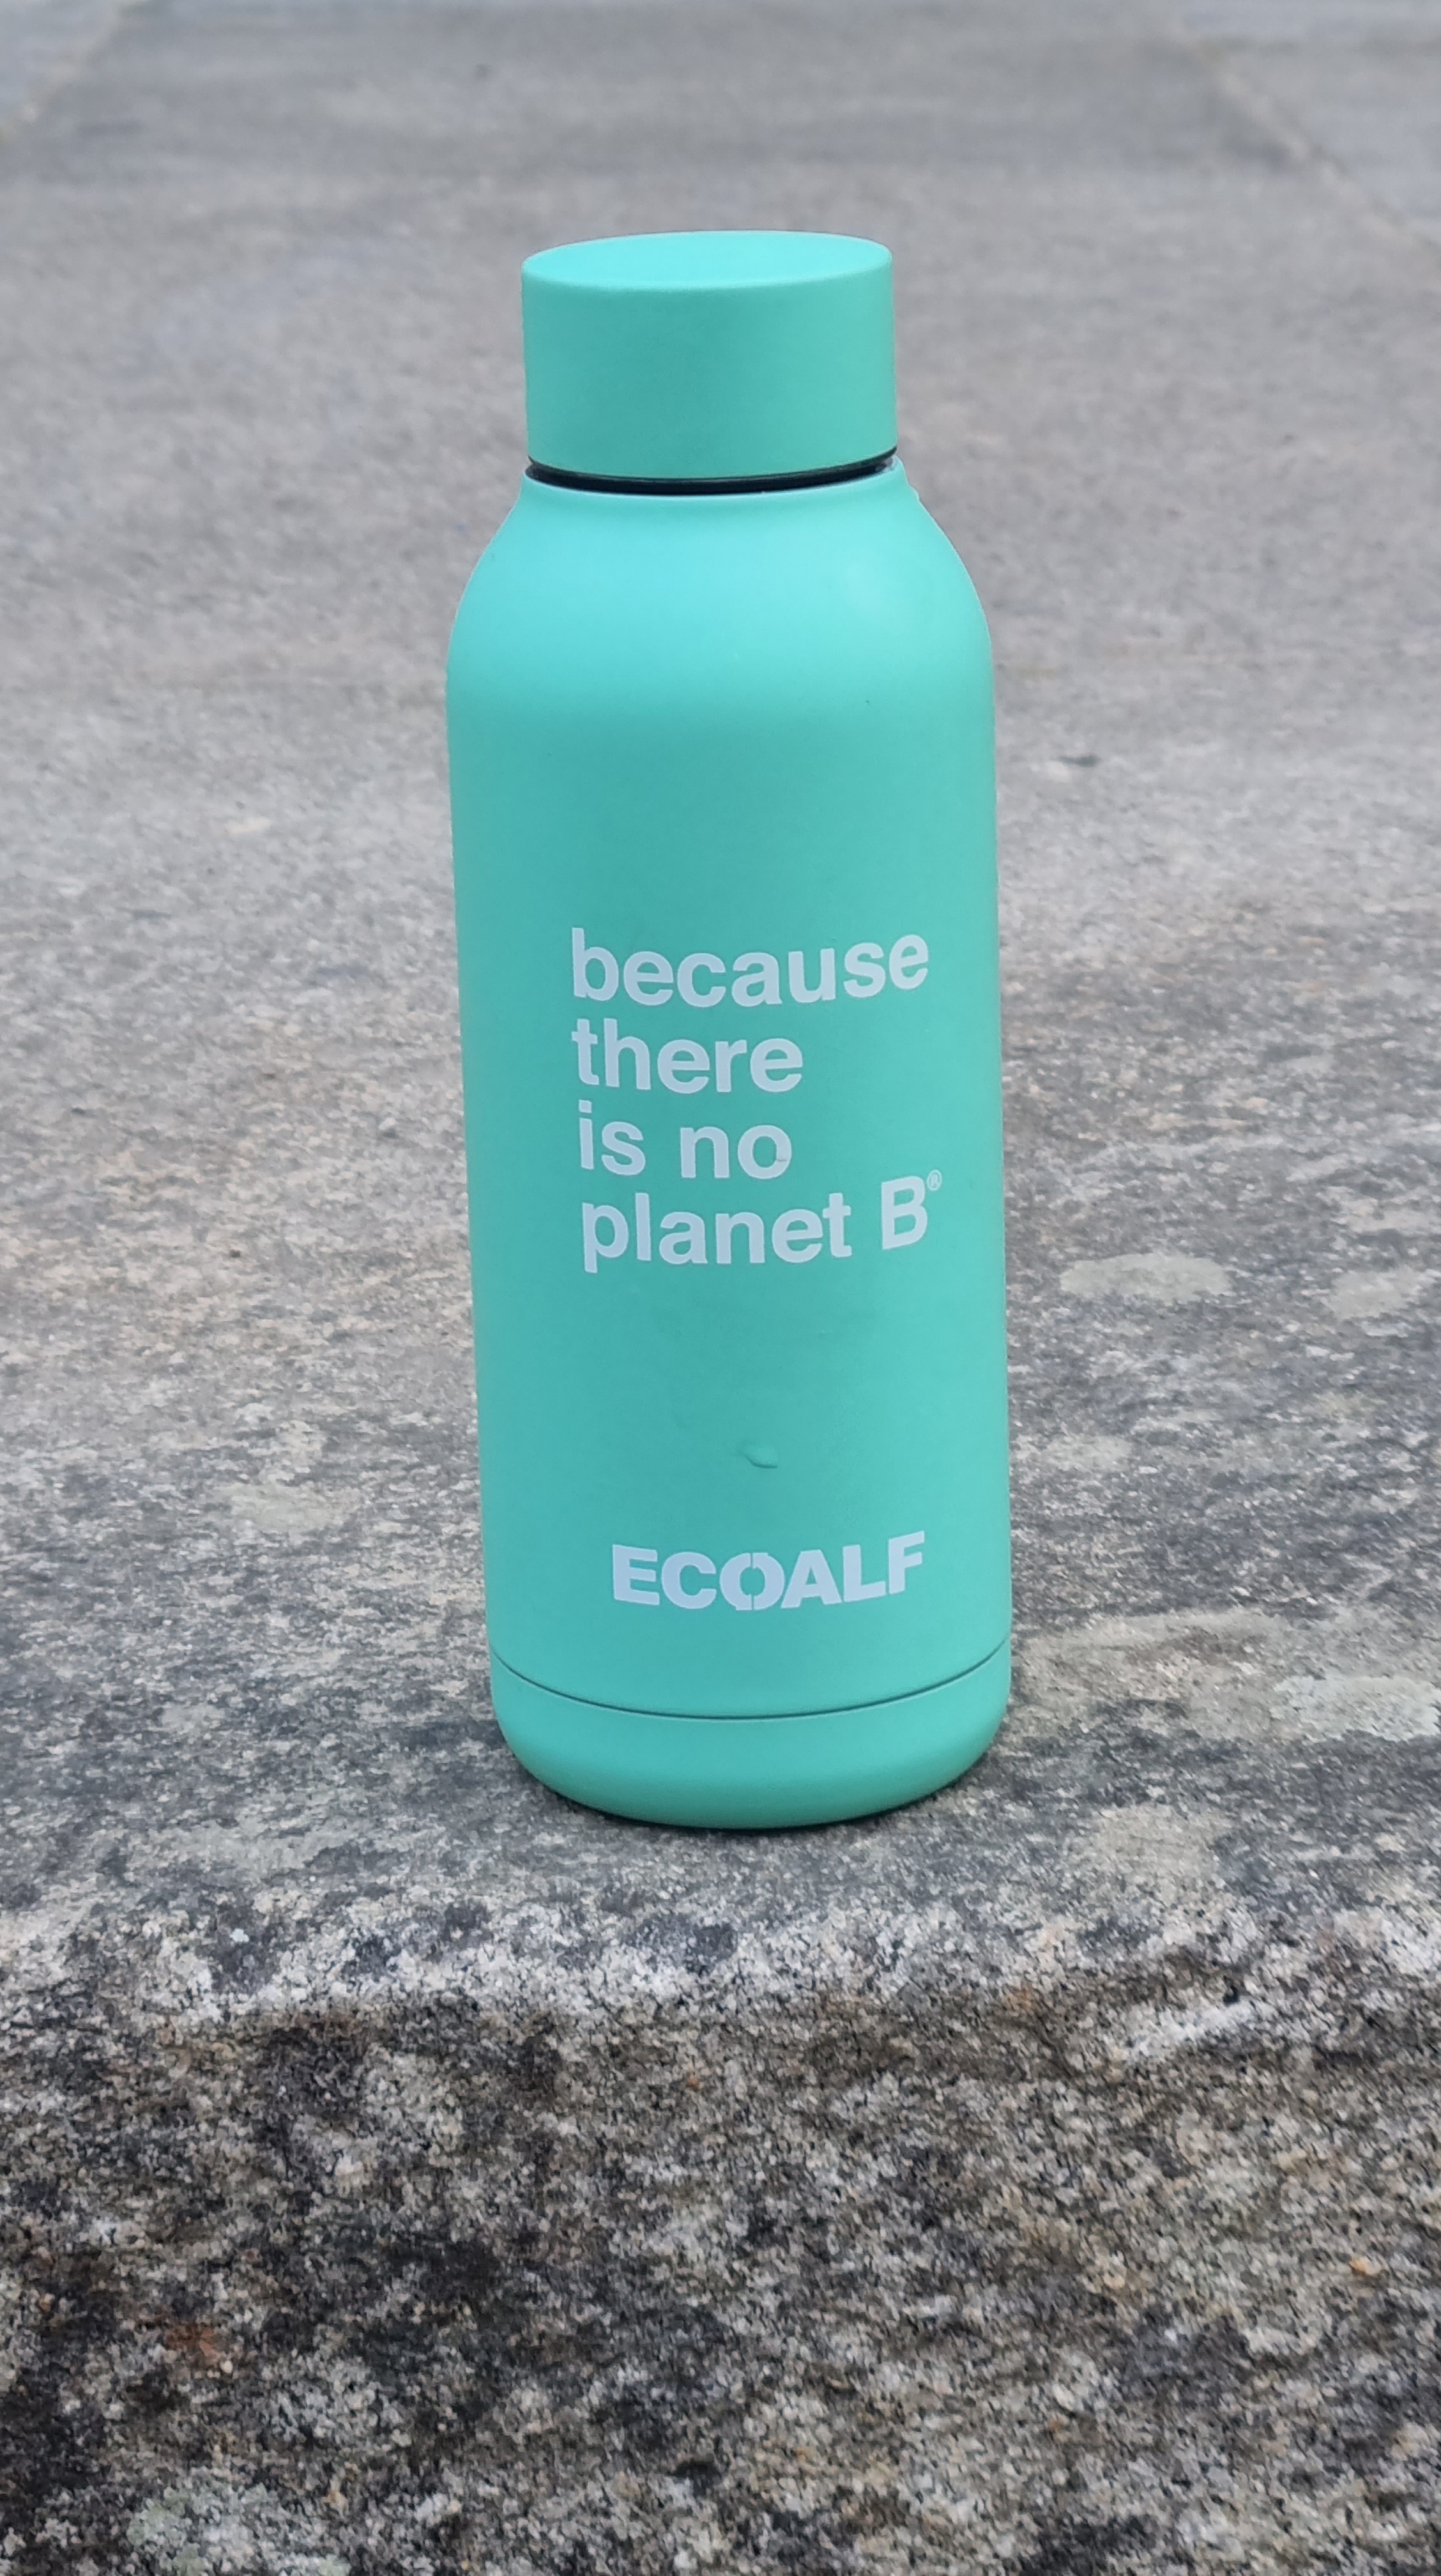 because
there
is no
planet B®
ECOALF